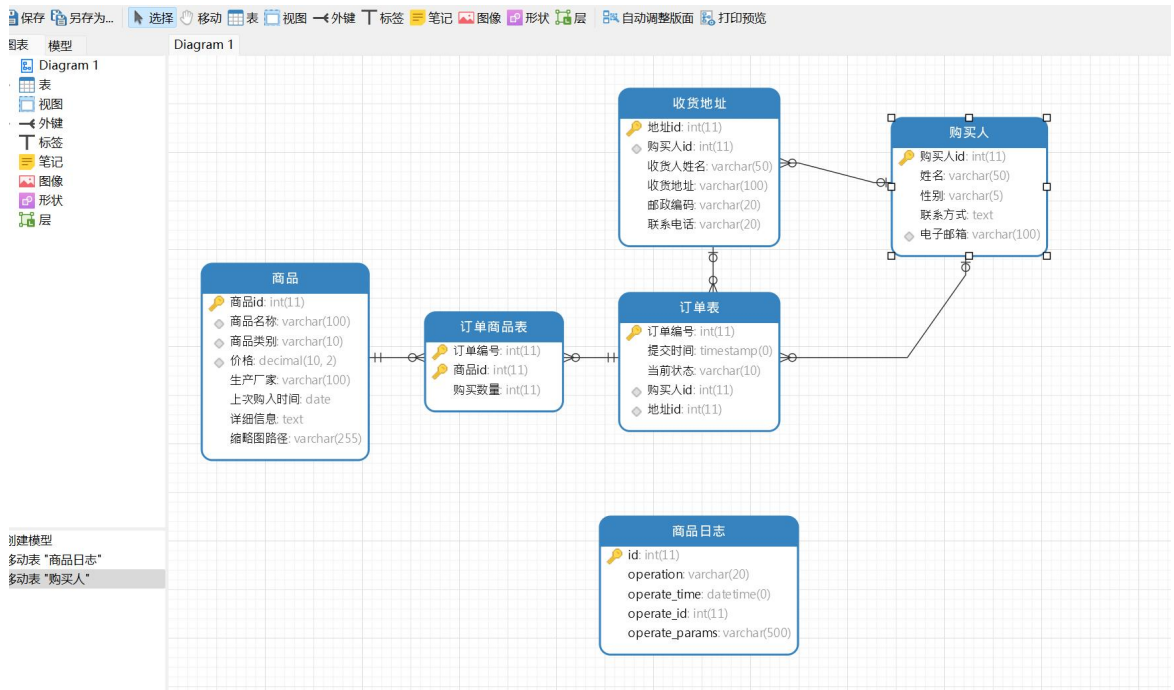 保存 另存为... 选择 移动 表 视图 外键 标签 笔记 图像 形状 层 自动调整版面 打印预览
图表 模型 Diagram 1
Diagram 1
表
视图
外键
标签
笔记
图像
形状
层
创建模型
移动表 "商品日志"
移动表 "购买人"
收货地址
地址id: int(11)
购买人id: int(11)
收货人姓名: varchar(50)
收货地址: varchar(100)
邮政编码: varchar(20)
联系电话: varchar(20)
购买人
购买人id: int(11)
姓名: varchar(50)
性别: varchar(5)
联系方式: text
电子邮箱: varchar(100)
商品
商品id: int(11)
商品名称: varchar(100)
商品类别: varchar(10)
价格: decimal(10, 2)
生产厂家: varchar(100)
上次购入时间: date
详细信息: text
缩略图路径: varchar(255)
订单商品表
订单编号: int(11)
商品id: int(11)
购买数量: int(11)
订单表
订单编号: int(11)
提交时间: timestamp(0)
当前状态: varchar(10)
购买人id: int(11)
地址id: int(11)
商品日志
id: int(11)
operation: varchar(20)
operate_time: datetime(0)
operate_id: int(11)
operate_params: varchar(500)